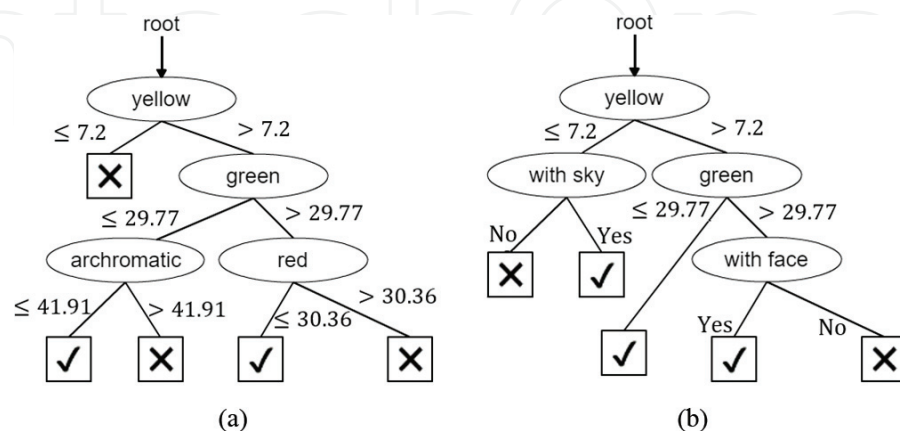 root
yellow
≤ 7.2
> 7.2
green
≤ 29.77
> 29.77
archromatic
red
≤ 41.91
> 41.91
≤ 30.36
> 30.36
(a)
root
yellow
≤ 7.2
> 7.2
with sky
green
≤ 29.77
> 29.77
No
Yes
with face
Yes
No
(b)